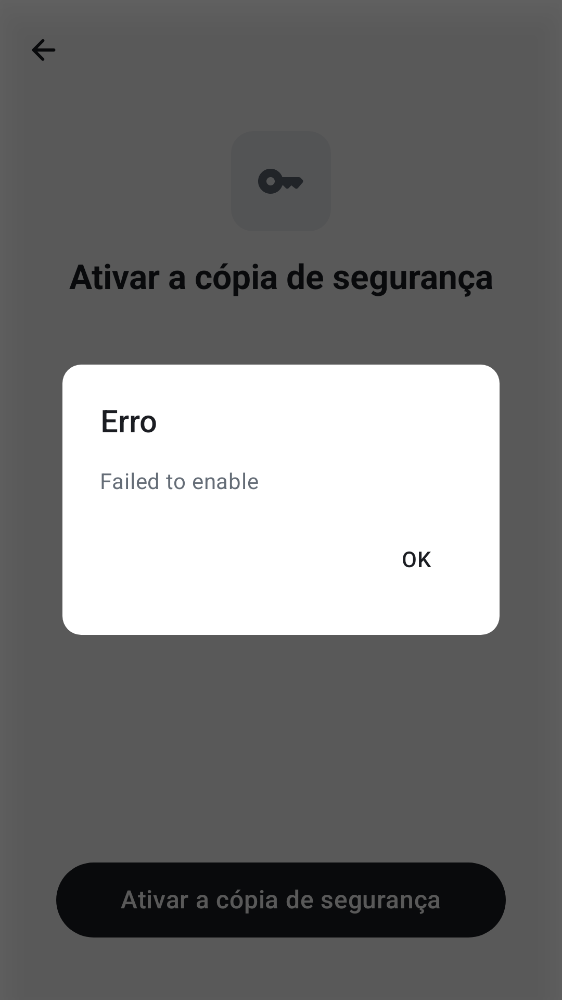 Ativar a cópia de segurança
Erro
Failed to enable
OK
Ativar a cópia de segurança